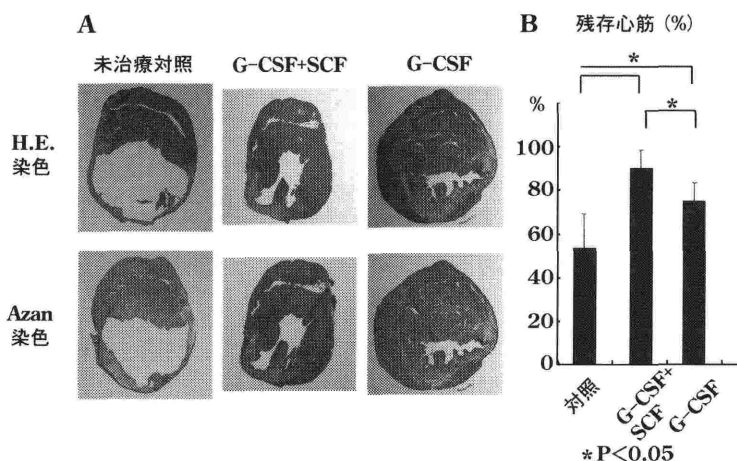 A
未治療対照
G-CSF+SCF
G-CSF
H.E.
染色
Azan
染色
B
残存心筋 (%)
*
*
%
100
80
60
40
20
0
対照
G-CSF+
SCF
G-CSF
*P<0.05